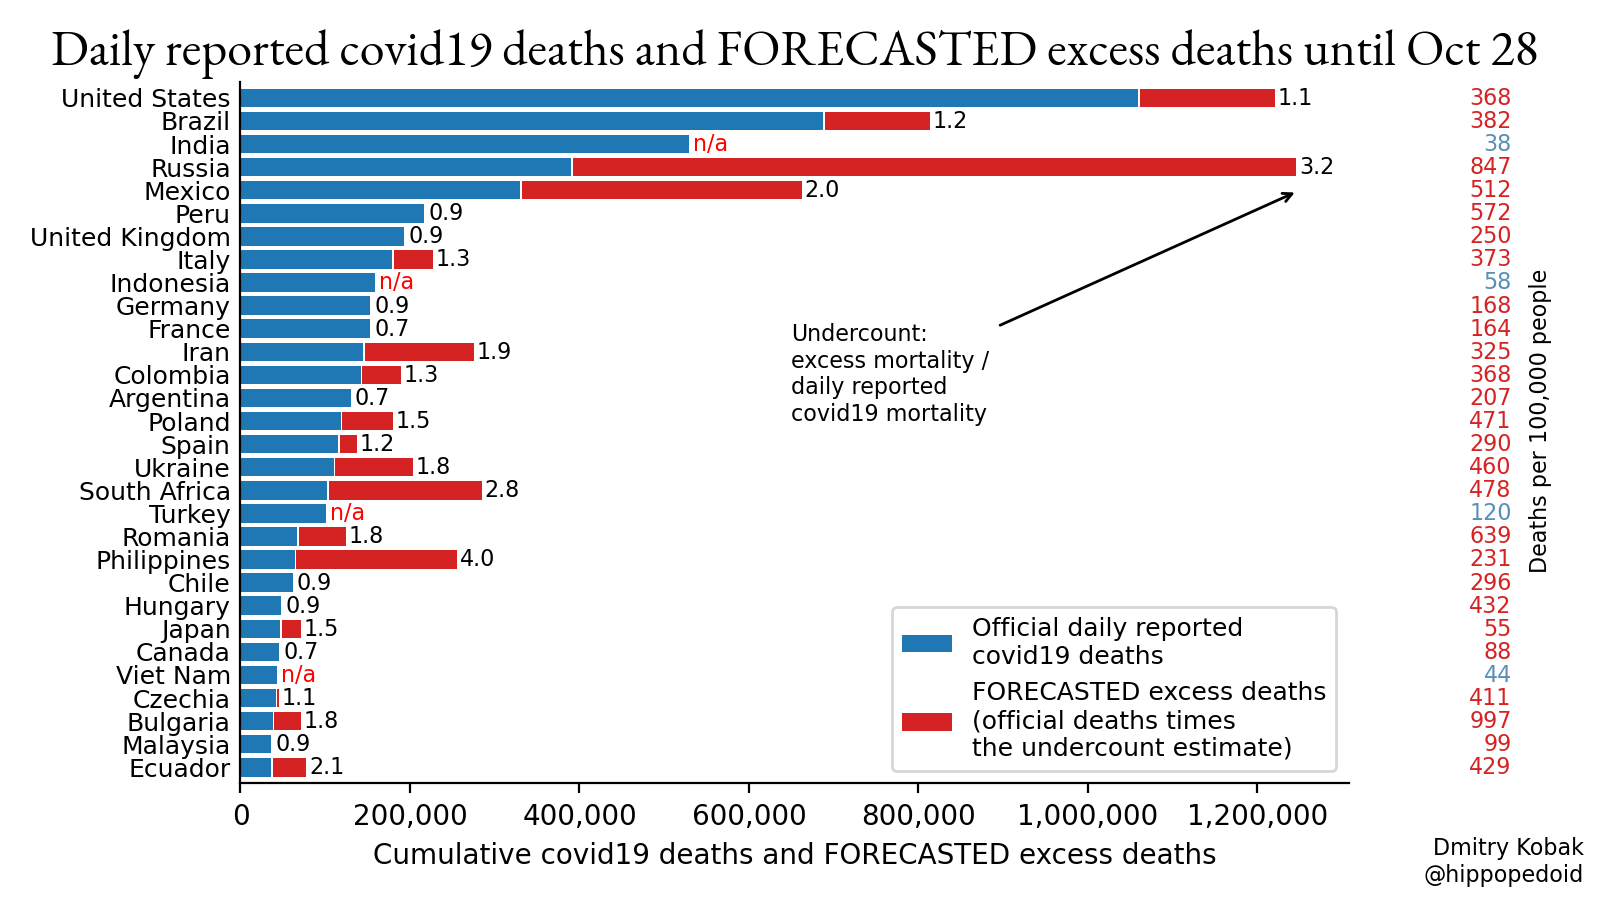 Daily reported covid19 deaths and FORECASTED excess deaths until Oct 28
United States 1.1 368
Brazil 1.2 382
India n/a 38
Russia 3.2 847
Mexico 2.0 512
Peru 0.9 572
United Kingdom 0.9 250
Italy 1.3 373
Indonesia n/a 58
Germany 0.9 168
France 0.7 164
Iran 1.9 325
Colombia 1.3 368
Argentina 0.7 207
Poland 1.5 471
Spain 1.2 290
Ukraine 1.8 460
South Africa 2.8 478
Turkey n/a 120
Romania 1.8 639
Philippines 4.0 231
Chile 0.9 296
Hungary 0.9 432
Japan 1.5 55
Canada 0.7 88
Viet Nam n/a 44
Czechia 1.1 411
Bulgaria 1.8 997
Malaysia 0.9 99
Ecuador 2.1 429
Undercount:
excess mortality /
daily reported
covid19 mortality
Deaths per 100,000 people
Official daily reported
covid19 deaths
FORECASTED excess deaths
(official deaths times
the undercount estimate)
0 200,000 400,000 600,000 800,000 1,000,000 1,200,000
Cumulative covid19 deaths and FORECASTED excess deaths
Dmitry Kobak
@hippopedoid